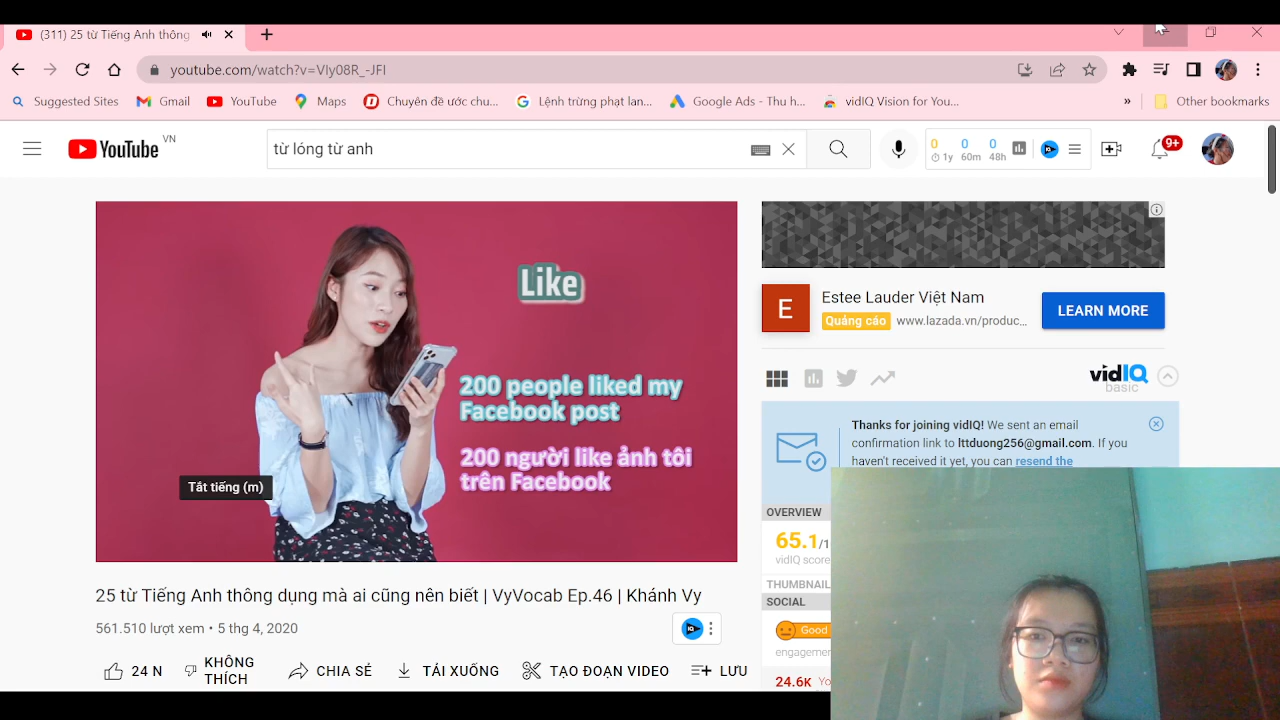 (311) 25 từ Tiếng Anh thông
youtube.com/watch?v=VIy08R_-JFI
Suggested Sites
Gmail
YouTube
Maps
Chuyên đề ước chu...
Lệnh trừng phạt lan...
Google Ads - Thu h...
vidIQ Vision for You...
»
Other bookmarks
YouTube VN
từ lóng từ anh
0 0 0
1y 60m 48h
9+
Like
200 people liked my
Facebook post
200 người like ảnh tôi
trên Facebook
Tắt tiếng (m)
25 từ Tiếng Anh thông dụng mà ai cũng nên biết | VyVocab Ep.46 | Khánh Vy
561.510 lượt xem • 5 thg 4, 2020
24 N
KHÔNG
THÍCH
CHIA SẺ
TẢI XUỐNG
TẠO ĐOẠN VIDEO
LƯU
E
Estee Lauder Việt Nam
Quảng cáo www.lazada.vn/produc...
LEARN MORE
vidIQ
basic
Thanks for joining vidIQ! We sent an email
confirmation link to lttduong256@gmail.com. If you
haven't received it yet, you can resend the
OVERVIEW
65.1/1
vidIQ score
THUMBNAIL
SOCIAL
Good
engagemen
24.6K Yo